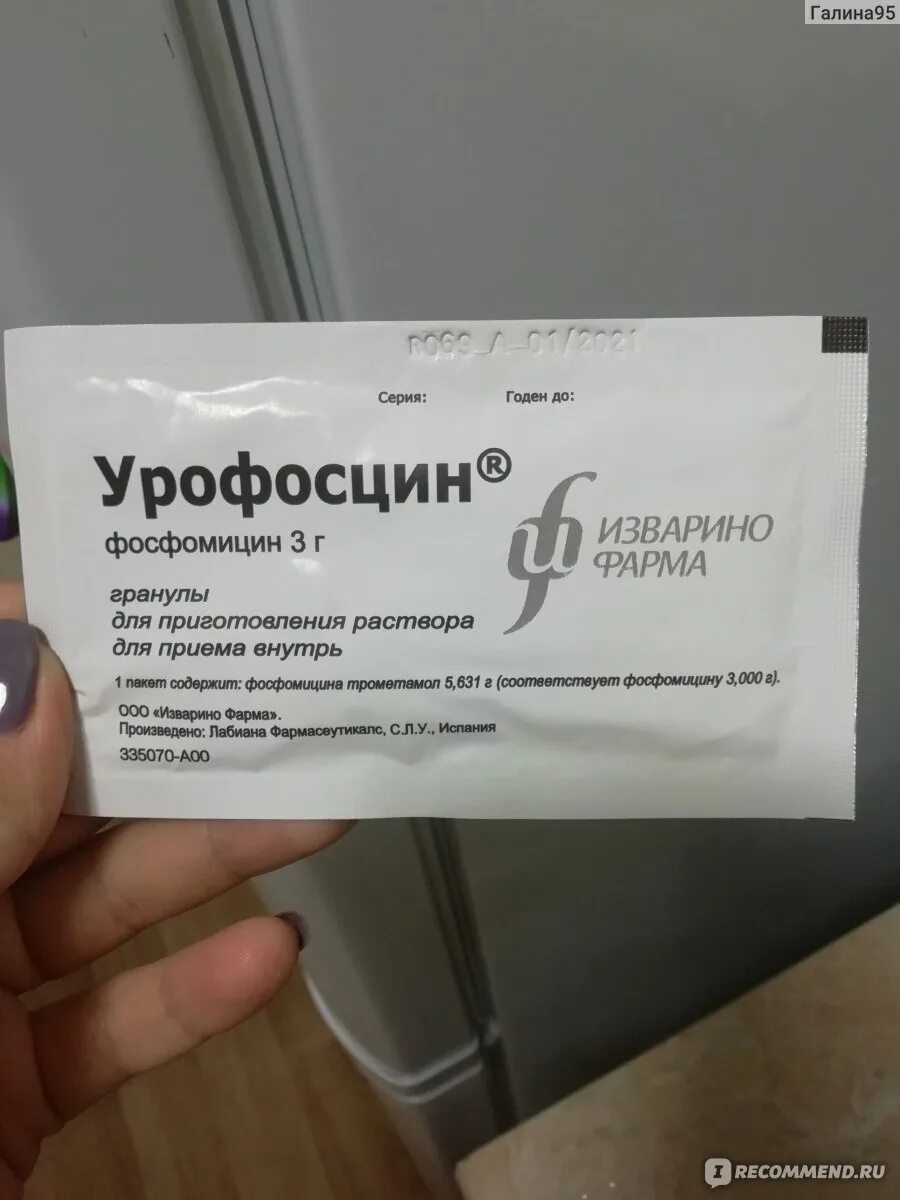 Галина95
R069_A_01/2021
Серия: Годен до:
Урофосцин®
фосфомицин 3 г
ИЗВАРИНО
ФАРМА
гранулы
для приготовления раствора
для приема внутрь
1 пакет содержит: фосфомицина трометамол 5,631 г (соответствует фосфомицину 3,000 г).
ООО «Изварино Фарма».
Произведено: Лабиана Фармасеутикалс, С.Л.У., Испания
335070-А00
IRECOMMEND.RU